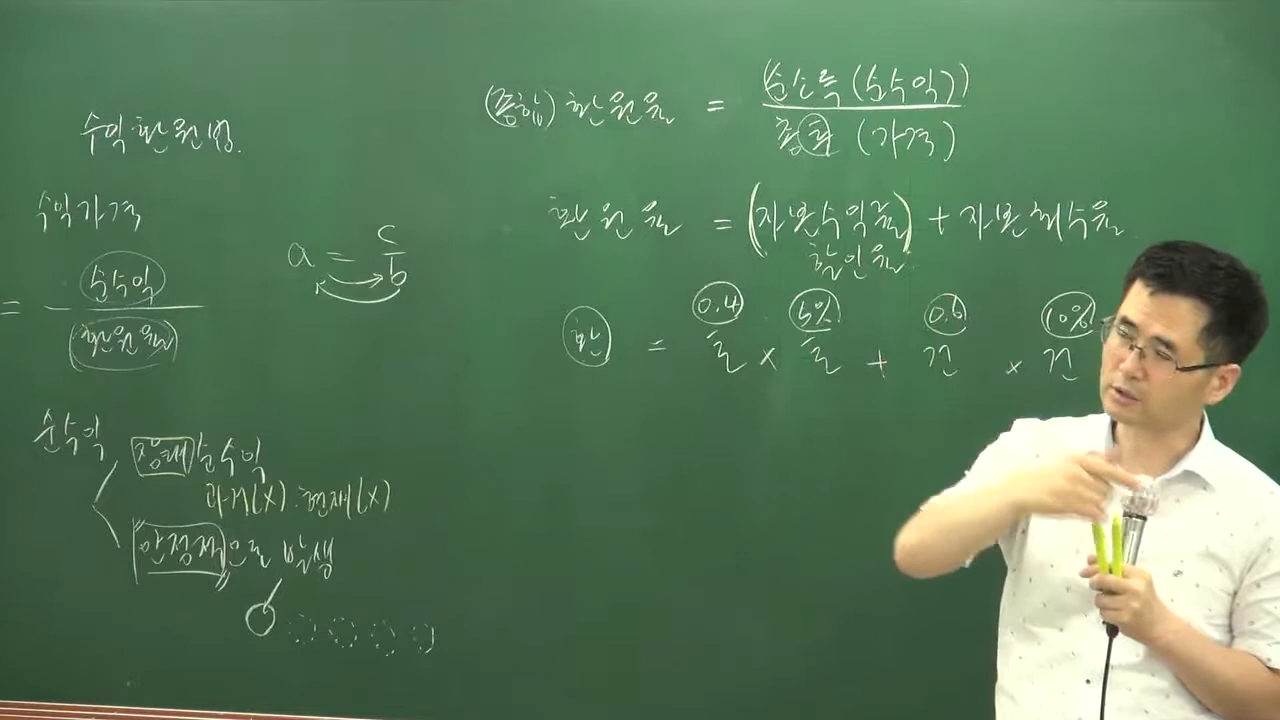 수익환원법.
수익가격
= 순수익
환원율
a = c
b
순수익
장래 순수익
과거(X) 현재(X)
안정적으로 발생
(종합) 환원율 = 순소득 (순수익)
총투 (가격)
환원율 = (자본수익률) + 자본회수율
할인율
0.4 5% 0.6 10%
환 = 토 × 토 + 건 × 건